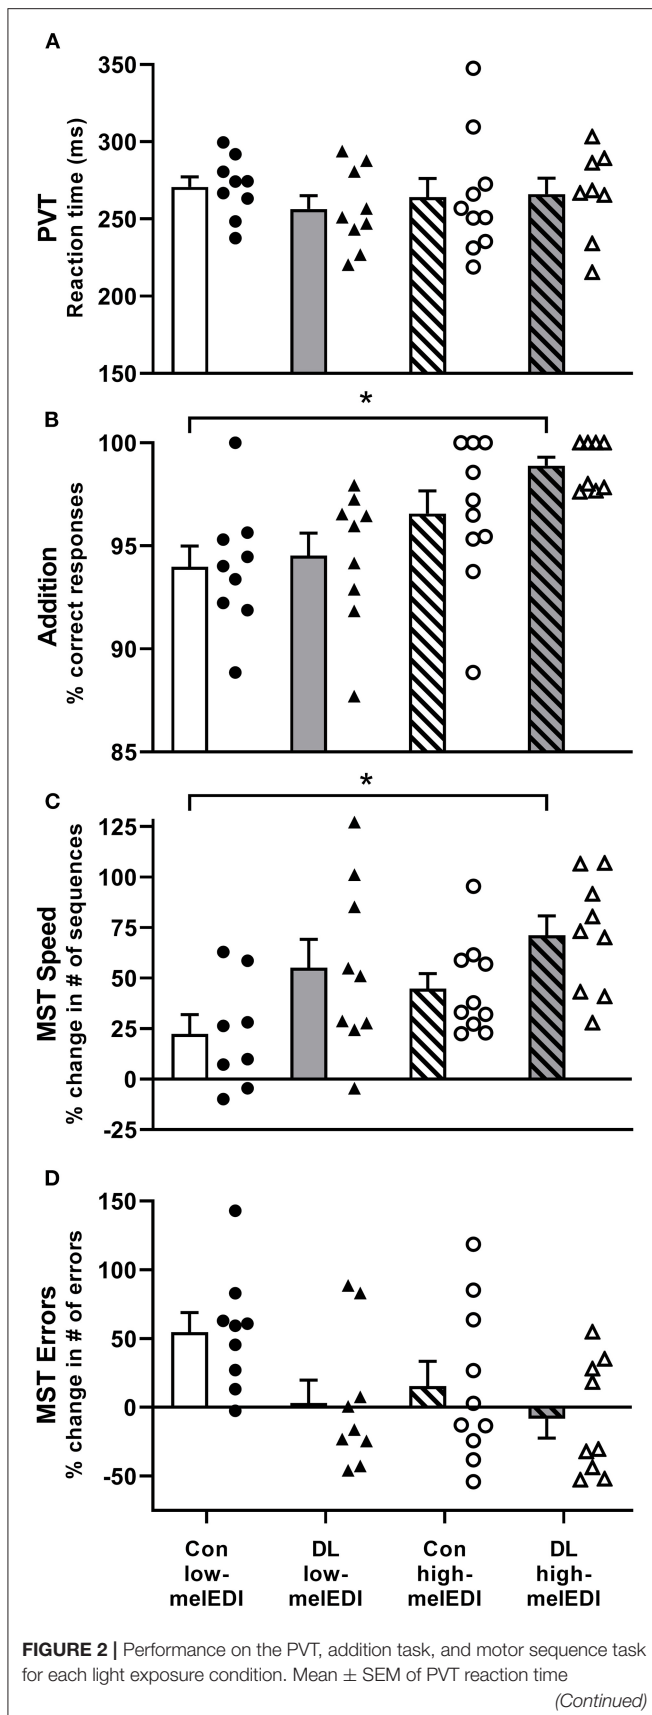 A
PVT
Reaction time (ms)
350
300
250
200
150
*
B
Addition
% correct responses
100
95
90
85
*
C
MST Speed
% change in # of sequences
125
100
75
50
25
0
-25
D
MST Errors
% change in # of errors
150
100
50
0
-50
Con
low-
melEDI
DL
low-
melEDI
Con
high-
melEDI
DL
high-
melEDI
FIGURE 2 | Performance on the PVT, addition task, and motor sequence task
for each light exposure condition. Mean ± SEM of PVT reaction time
(Continued)